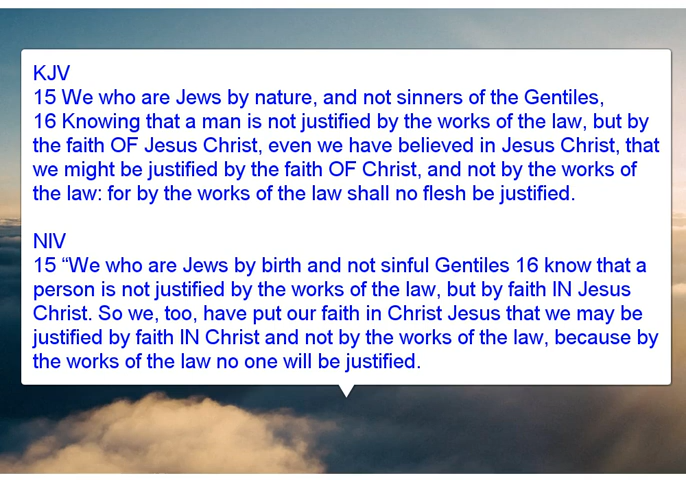 KJV
15 We who are Jews by nature, and not sinners of the Gentiles,
16 Knowing that a man is not justified by the works of the law, but by
the faith OF Jesus Christ, even we have believed in Jesus Christ, that
we might be justified by the faith OF Christ, and not by the works of
the law: for by the works of the law shall no flesh be justified.

NIV
15 “We who are Jews by birth and not sinful Gentiles 16 know that a
person is not justified by the works of the law, but by faith IN Jesus
Christ. So we, too, have put our faith in Christ Jesus that we may be
justified by faith IN Christ and not by the works of the law, because by
the works of the law no one will be justified.